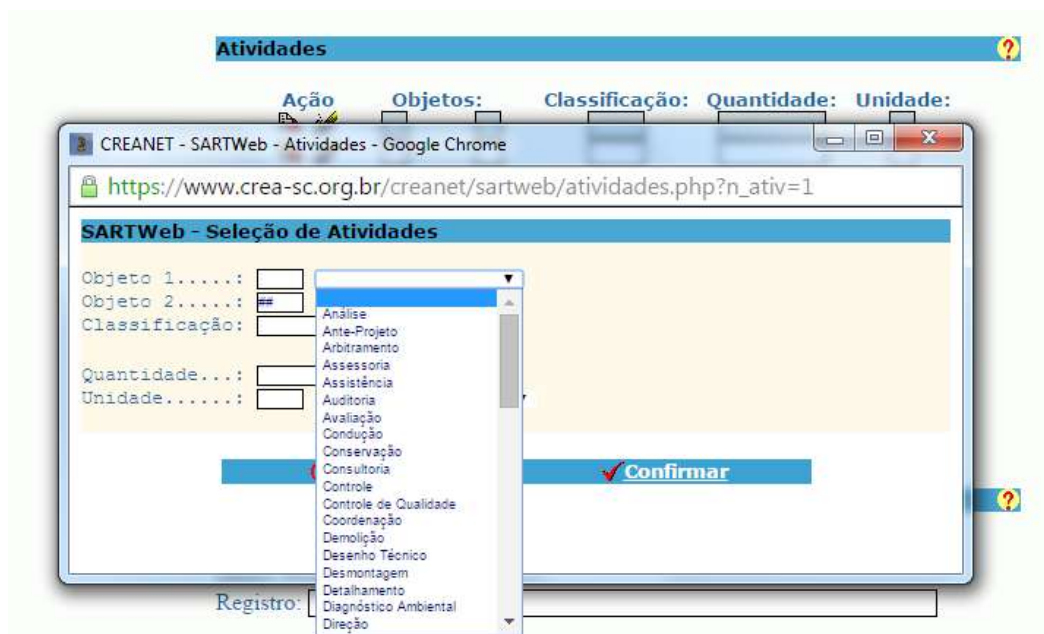 Atividades
Ação Objetos: Classificação: Quantidade: Unidade:
CREANET - SARTWeb - Atividades - Google Chrome
https://www.crea-sc.org.br/creanet/sartweb/atividades.php?n_ativ=1
SARTWeb - Seleção de Atividades
Objeto 1.....:
Objeto 2.....: ##
Classificação:
Quantidade...:
Unidade......:
Análise
Ante-Projeto
Arbitramento
Assessoria
Assistência
Auditoria
Avaliação
Condução
Conservação
Consultoria
Controle
Controle de Qualidade
Coordenação
Demolição
Desenho Técnico
Desmontagem
Detalhamento
Diagnóstico Ambiental
Direção
Confirmar
Registro: